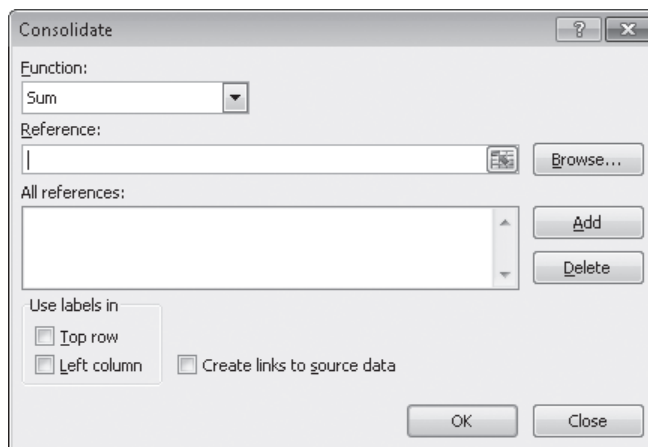 Consolidate
Function:
Sum
Reference:
Browse...
All references:
Add
Delete
Use labels in
Top row
Left column
Create links to source data
OK
Close